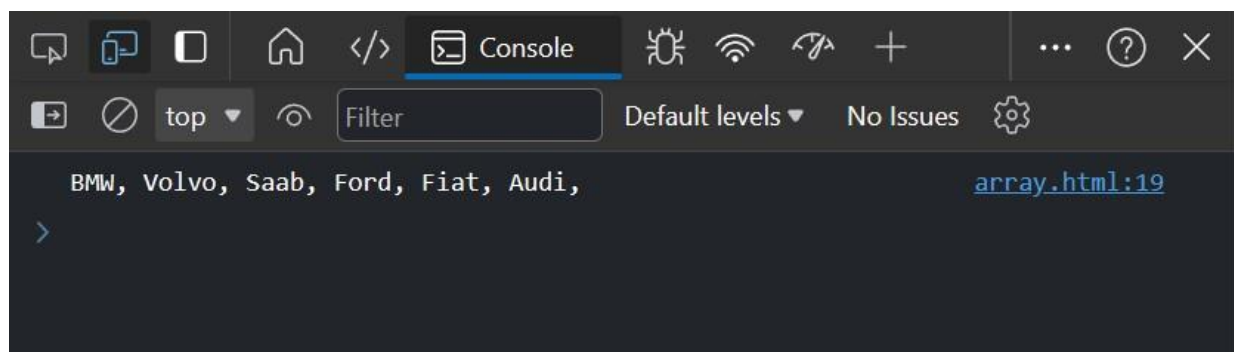 Console
top
Filter
Default levels
No Issues
BMW, Volvo, Saab, Ford, Fiat, Audi,
array.html:19
>